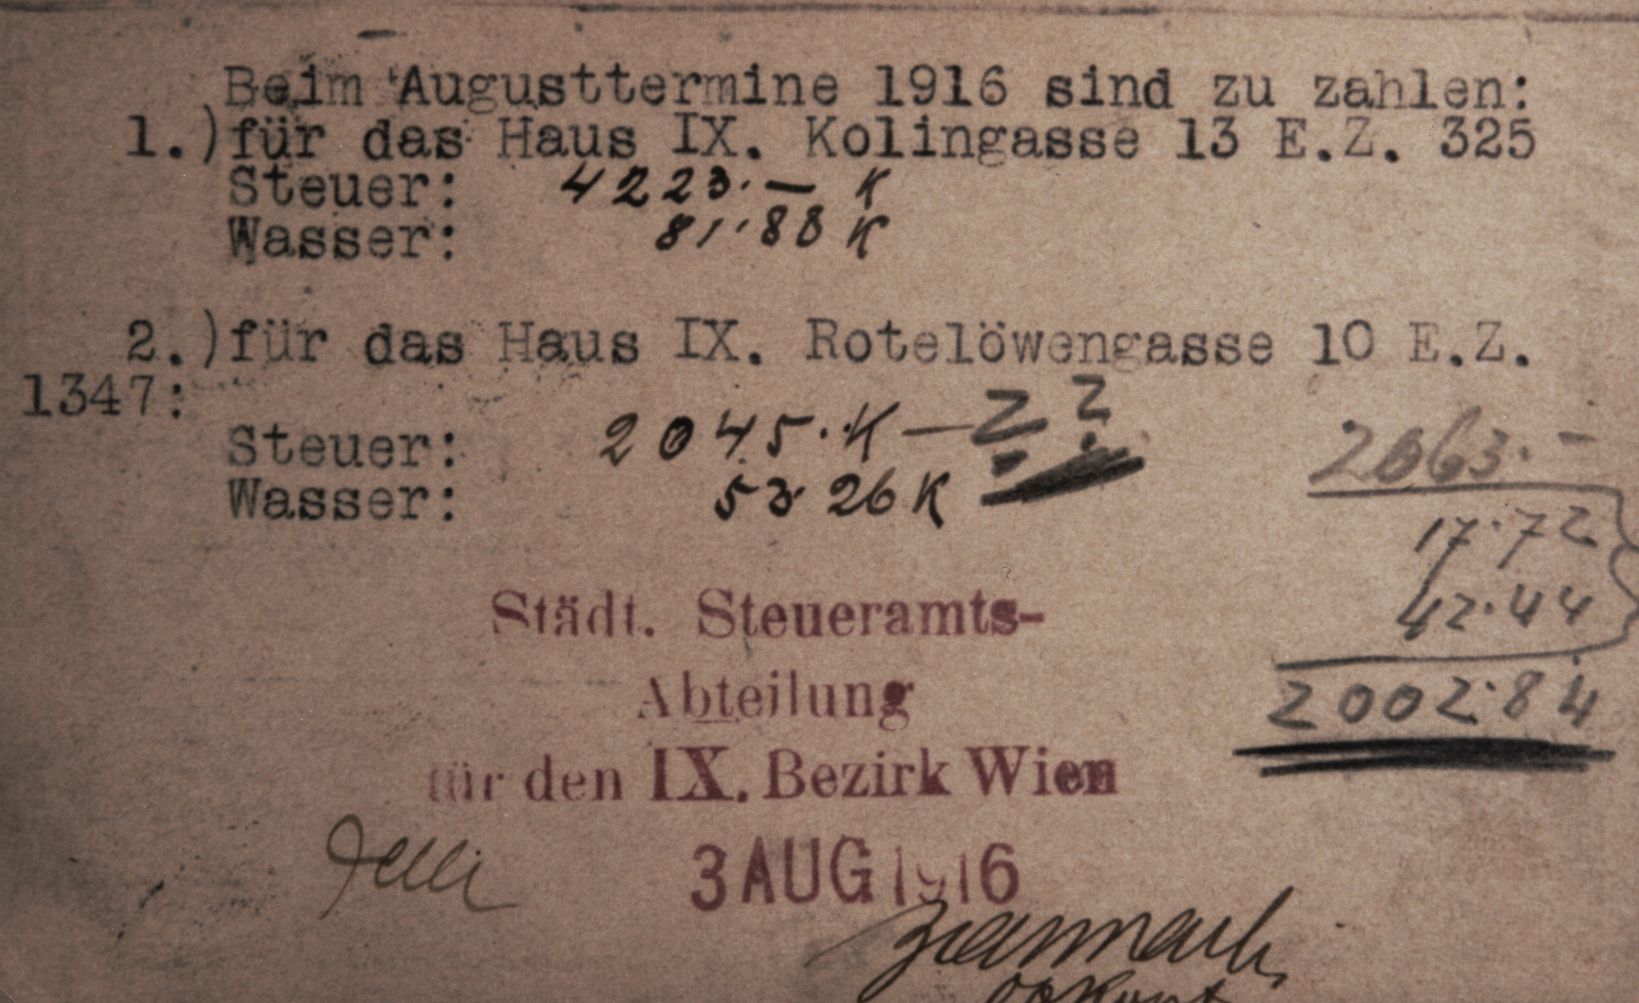 Beim Augusttermine 1916 sind zu zahlen:
1.) für das Haus IX. Kolingasse 13 E.Z. 325
Steuer: 4223.— K
Wasser: 81.88 K
2.) für das Haus IX. Rotelöwengasse 10 E.Z.
1347:
Steuer: 2045. K —
Wasser: 53.26 K
2063.—
17.72
42.44
2002.84
Städt. Steueramts-
Abteilung
für den IX. Bezirk Wien
3 AUG 1916